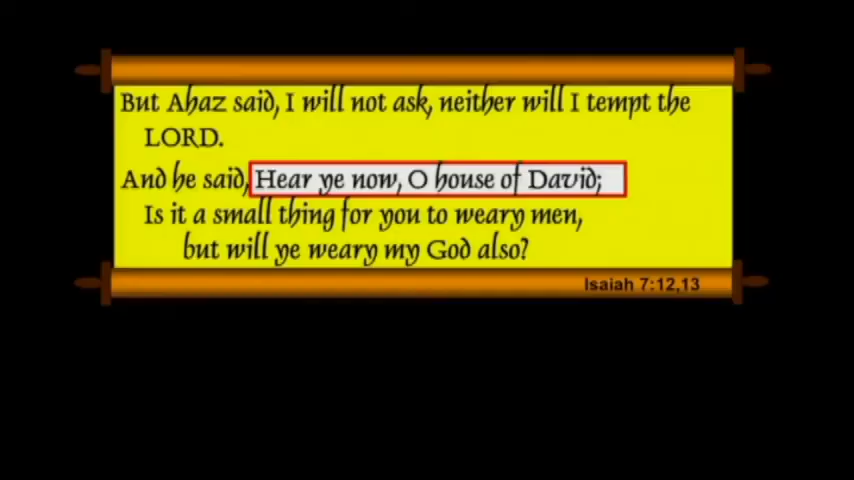 But Ahaz said, I will not ask, neither will I tempt the
LORD.
And he said, Hear ye now, O house of David;
Is it a small thing for you to weary men,
but will ye weary my God also?
Isaiah 7:12,13